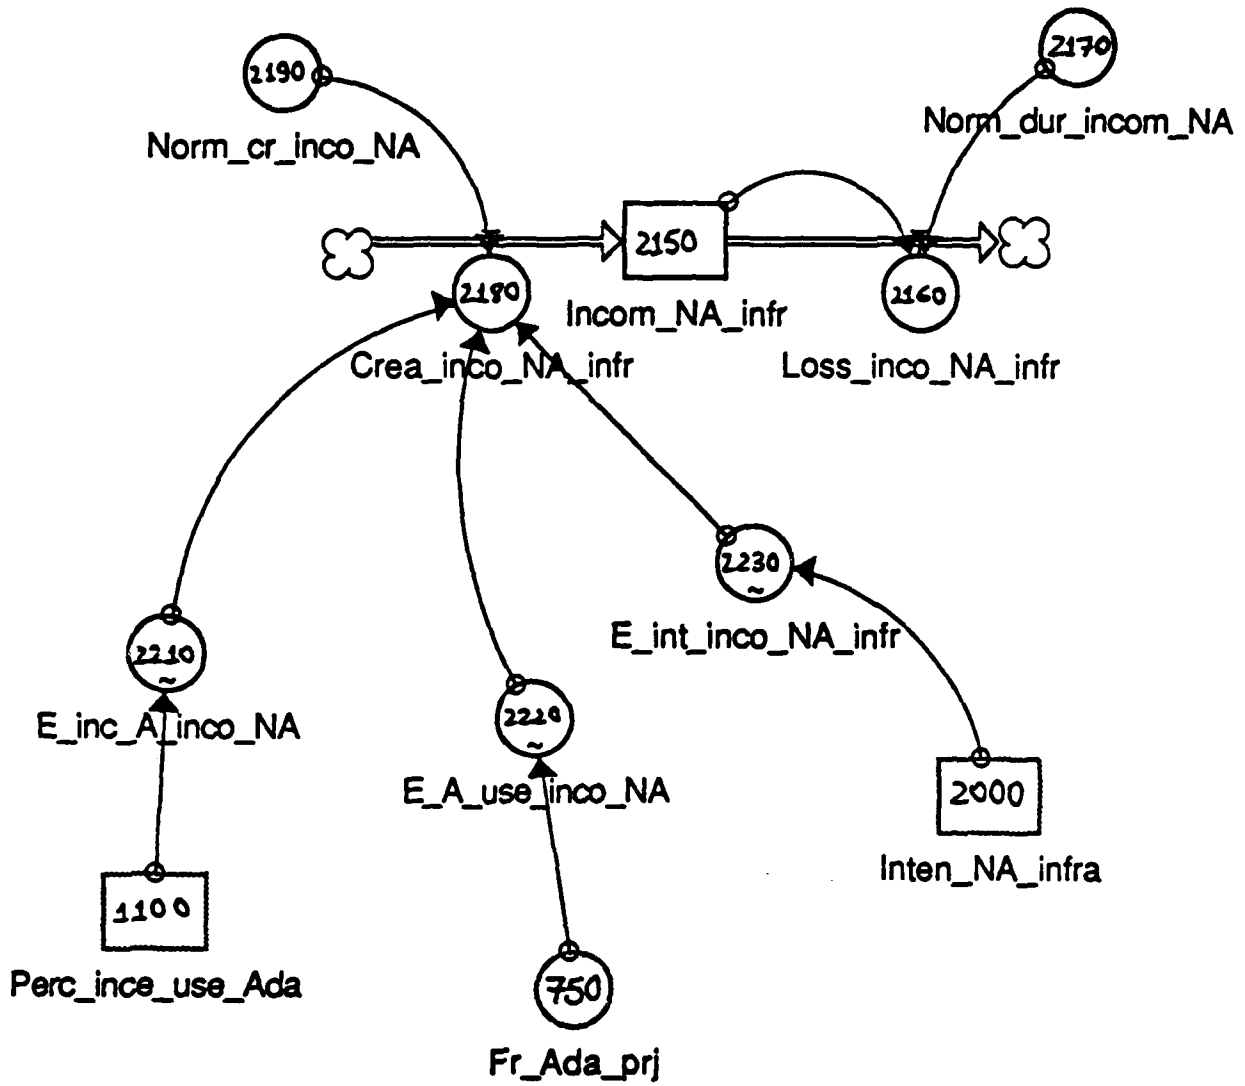 2190
2170
Norm_cr_inco_NA
Norm_dur_incom_NA
2150
2180
2160
Incom_NA_infr
Crea_inco_NA_infr
Loss_inco_NA_infr
2230
~
E_int_inco_NA_infr
2210
~
E_inc_A_inco_NA
2220
~
E_A_use_inco_NA
2000
Inten_NA_infra
1100
Perc_ince_use_Ada
750
Fr_Ada_prj